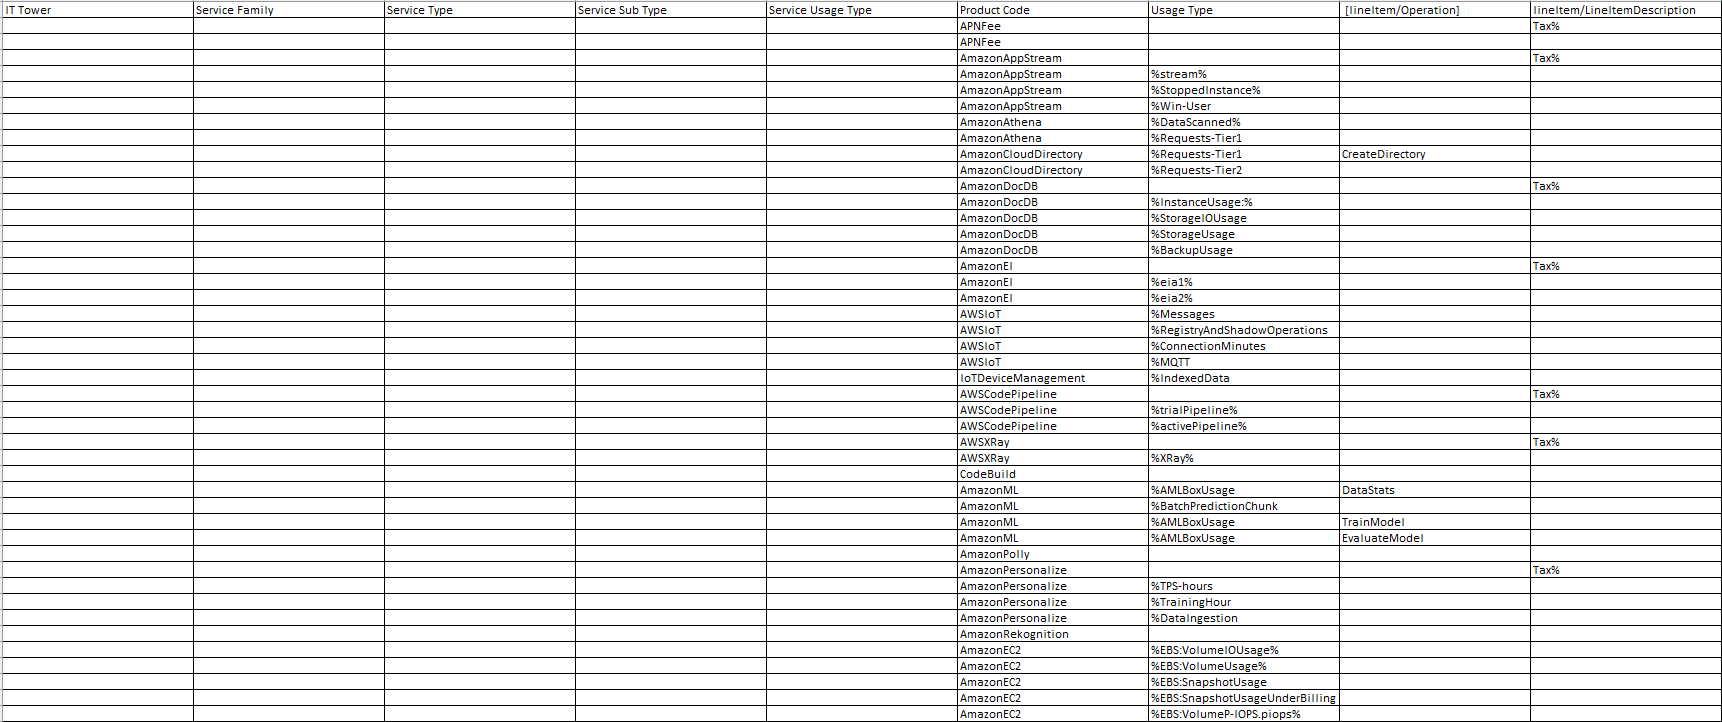 IT Tower Service Family Service Type Service Sub Type Service Usage Type Product Code Usage Type [lineItem/Operation] lineItem/LineItemDescription
APNFee Tax%
APNFee
AmazonAppStream Tax%
AmazonAppStream %stream%
AmazonAppStream %StoppedInstance%
AmazonAppStream %Win-User
AmazonAthena %DataScanned%
AmazonAthena %Requests-Tier1
AmazonCloudDirectory %Requests-Tier1 CreateDirectory
AmazonCloudDirectory %Requests-Tier2
AmazonDocDB Tax%
AmazonDocDB %InstanceUsage:%
AmazonDocDB %StorageIOUsage
AmazonDocDB %StorageUsage
AmazonDocDB %BackupUsage
AmazonEI Tax%
AmazonEI %eia1%
AmazonEI %eia2%
AWSIoT %Messages
AWSIoT %RegistryAndShadowOperations
AWSIoT %ConnectionMinutes
AWSIoT %MQTT
IoTDeviceManagement %IndexedData
AWSCodePipeline Tax%
AWSCodePipeline %trialPipeline%
AWSCodePipeline %activePipeline%
AWSXRay Tax%
AWSXRay %XRay%
CodeBuild
AmazonML %AMLBoxUsage DataStats
AmazonML %BatchPredictionChunk
AmazonML %AMLBoxUsage TrainModel
AmazonML %AMLBoxUsage EvaluateModel
AmazonPolly
AmazonPersonalize Tax%
AmazonPersonalize %TPS-hours
AmazonPersonalize %TrainingHour
AmazonPersonalize %DataIngestion
AmazonRekognition
AmazonEC2 %EBS:VolumeIOUsage%
AmazonEC2 %EBS:VolumeUsage%
AmazonEC2 %EBS:SnapshotUsage
AmazonEC2 %EBS:SnapshotUsageUnderBilling
AmazonEC2 %EBS:VolumeP-IOPS.piops%